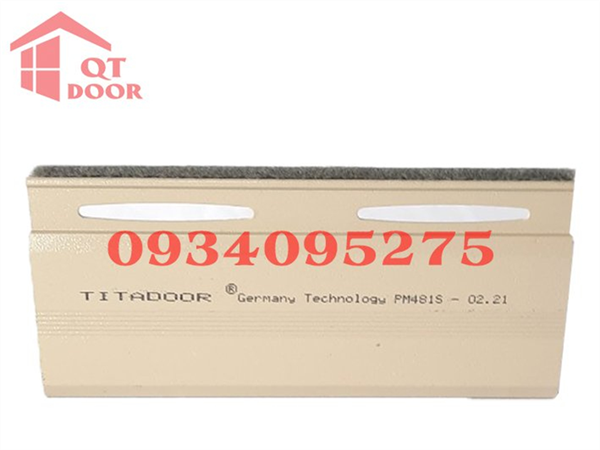 QT
DOOR
0934095275
TITADOOR ® Germany Technology PM481S - 02.21